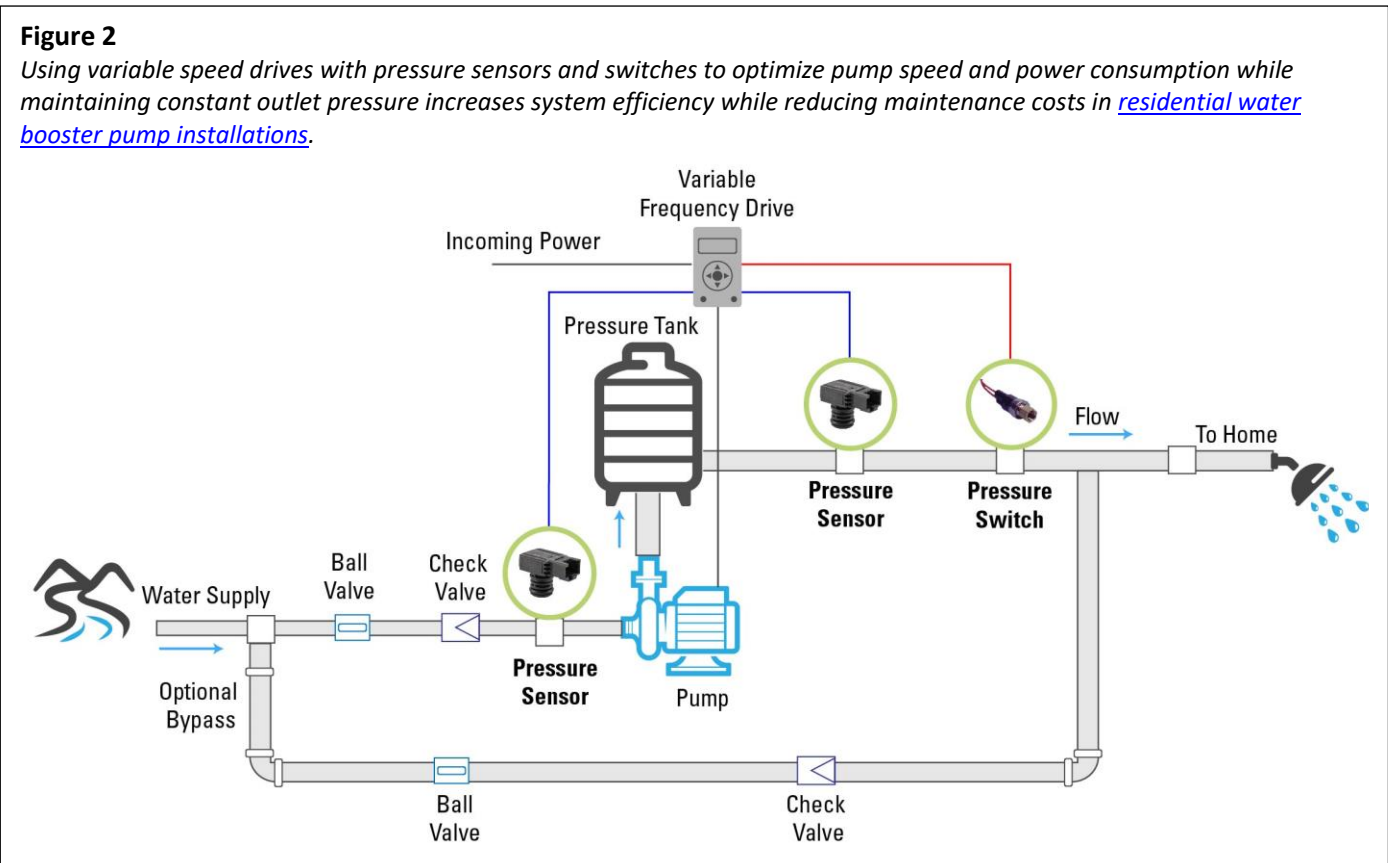 Figure 2
Using variable speed drives with pressure sensors and switches to optimize pump speed and power consumption while
maintaining constant outlet pressure increases system efficiency while reducing maintenance costs in residential water
booster pump installations.
Variable
Frequency Drive
Incoming Power
Pressure Tank
Flow
To Home
Pressure
Sensor
Pressure
Switch
Ball
Valve
Check
Valve
Water Supply
Pressure
Sensor
Pump
Optional
Bypass
Ball
Valve
Check
Valve